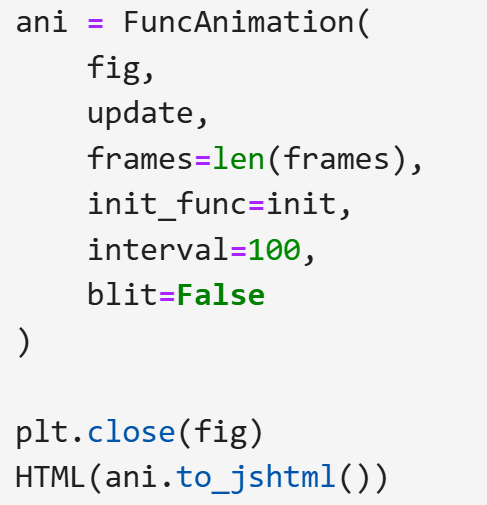 ani = FuncAnimation(
    fig,
    update,
    frames=len(frames),
    init_func=init,
    interval=100,
    blit=False
)

plt.close(fig)
HTML(ani.to_jshtml())